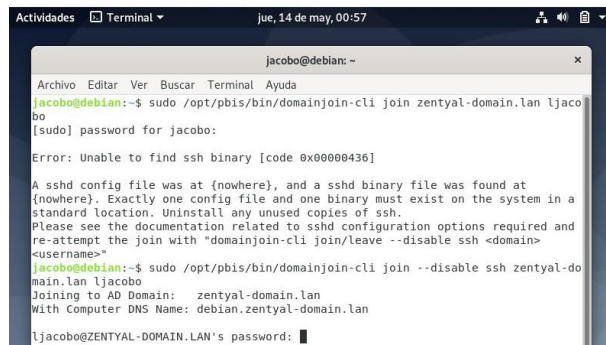 Actividades Terminal jue, 14 de may, 00:57
jacobo@debian: ~ ×
Archivo Editar Ver Buscar Terminal Ayuda
jacobo@debian:~$ sudo /opt/pbis/bin/domainjoin-cli join zentyal-domain.lan ljaco
bo
[sudo] password for jacobo:
Error: Unable to find ssh binary [code 0x00000436]
A sshd config file was at {nowhere}, and a sshd binary file was found at
{nowhere}. Exactly one config file and one binary must exist on the system in a
standard location. Uninstall any unused copies of ssh.
Please see the documentation related to sshd configuration options required and
re-attempt the join with "domainjoin-cli join/leave --disable ssh <domain>
<username>"
jacobo@debian:~$ sudo /opt/pbis/bin/domainjoin-cli join --disable ssh zentyal-do
main.lan ljacobo
Joining to AD Domain: zentyal-domain.lan
With Computer DNS Name: debian.zentyal-domain.lan
ljacobo@ZENTYAL-DOMAIN.LAN's password: